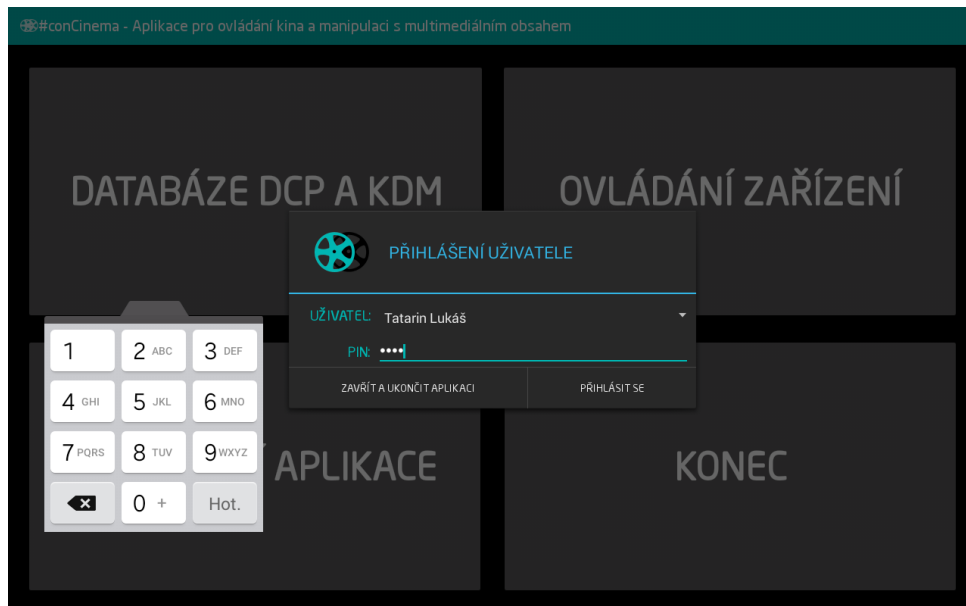 #conCinema - Aplikace pro ovládání kina a manipulaci s multimediálním obsahem
DATABÁZE DCP A KDM
OVLÁDÁNÍ ZAŘÍZENÍ
PŘIHLÁŠENÍ UŽIVATELE
UŽIVATEL: Tatarin Lukáš
PIN: ••••
ZAVŘÍT A UKONČIT APLIKACI
PŘIHLÁSIT SE
1
2 ABC
3 DEF
4 GHI
5 JKL
6 MNO
7 PQRS
8 TUV
9 WXYZ
0 +
Hot.
APLIKACE
KONEC